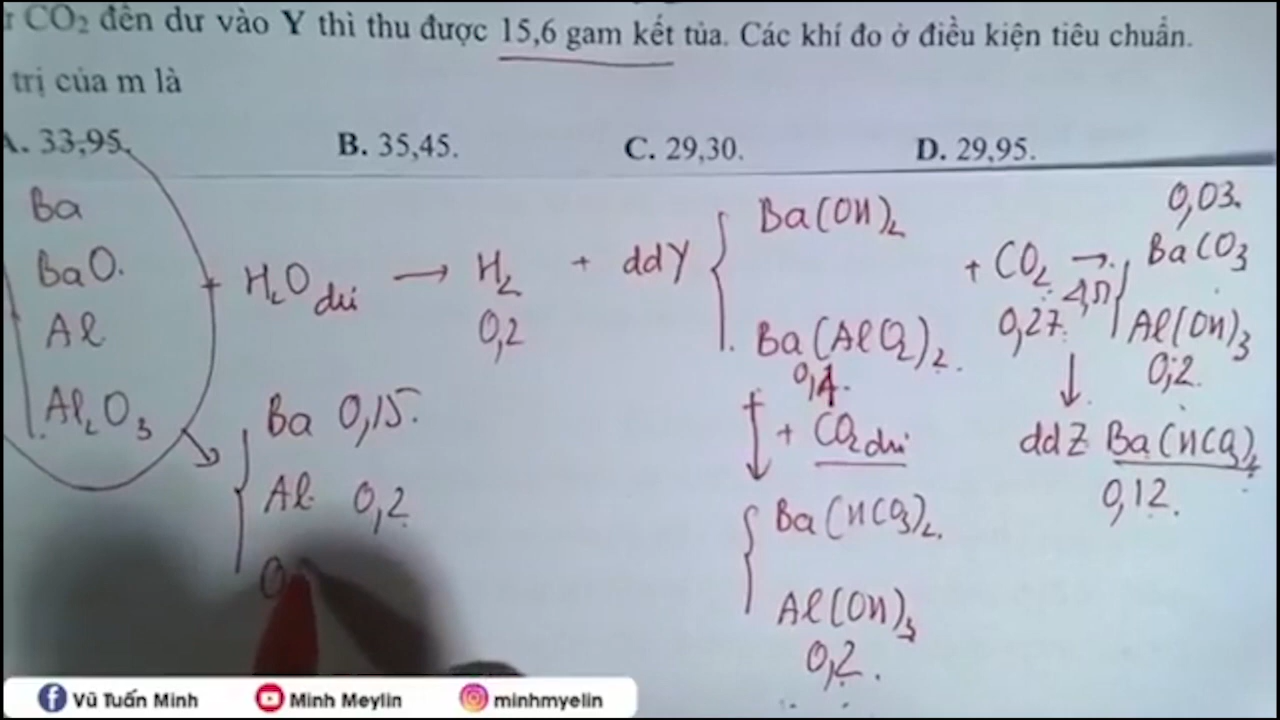 CO₂ đến dư vào Y thì thu được 15,6 gam kết tủa. Các khí đo ở điều kiện tiêu chuẩn.
trị của m là
A. 33,95. B. 35,45. C. 29,30. D. 29,95.
Ba
BaO.
Al
Al₂O₃
+ H₂O dư → H₂ + ddY
0,2
Ba(OH)₂
Ba(AlO₂)₂.
0,1.
+ CO₂ →
0,27.
0,03.
BaCO₃
Al(OH)₃
0,2.
ddZ Ba(HCO₃)₂
0,12.
Ba 0,15.
Al 0,2
O
+ CO₂ dư
Ba(HCO₃)₂.
Al(OH)₃
0,2.
Vũ Tuấn Minh Minh Meylin minhmyelin